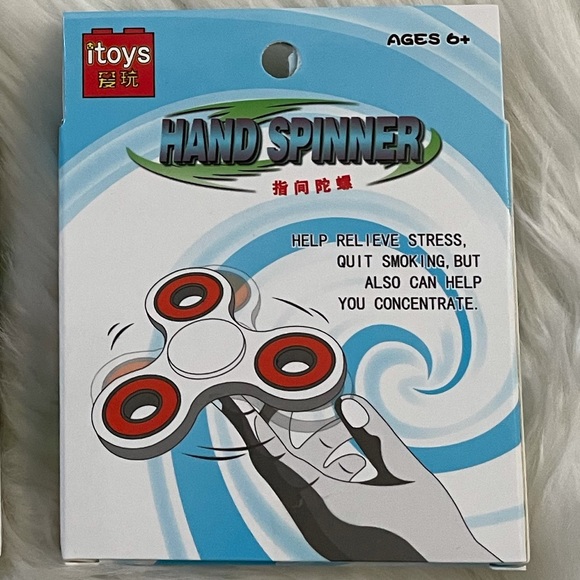 itoys
爱玩
AGES 6+
HAND SPINNER
指间陀螺
HELP RELIEVE STRESS,
QUIT SMOKING, BUT
ALSO CAN HELP
YOU CONCENTRATE.